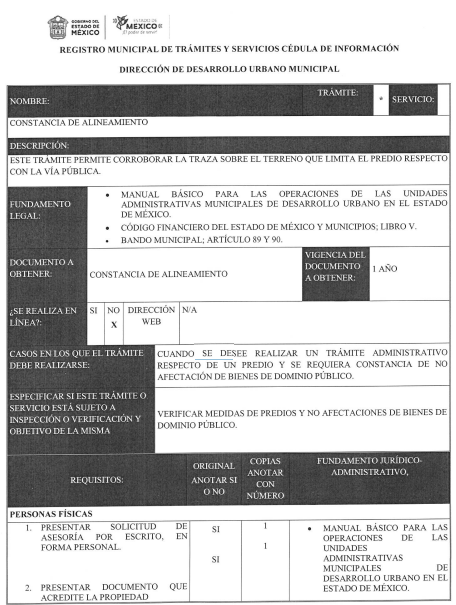 GOBIERNO DEL
ESTADO DE
MÉXICO
ESTADO DE
MÉXICO
¡El poder de servir!
REGISTRO MUNICIPAL DE TRÁMITES Y SERVICIOS CÉDULA DE INFORMACIÓN
DIRECCIÓN DE DESARROLLO URBANO MUNICIPAL
NOMBRE:
TRÁMITE:
*
SERVICIO:
CONSTANCIA DE ALINEAMIENTO
DESCRIPCIÓN:
ESTE TRÁMITE PERMITE CORROBORAR LA TRAZA SOBRE EL TERRENO QUE LIMITA EL PREDIO RESPECTO
CON LA VÍA PÚBLICA.
FUNDAMENTO
LEGAL:
• MANUAL BÁSICO PARA LAS OPERACIONES DE LAS UNIDADES
ADMINISTRATIVAS MUNICIPALES DE DESARROLLO URBANO EN EL ESTADO
DE MÉXICO.
• CÓDIGO FINANCIERO DEL ESTADO DE MÉXICO Y MUNICIPIOS; LIBRO V.
• BANDO MUNICIPAL; ARTÍCULO 89 Y 90.
DOCUMENTO A
OBTENER:
CONSTANCIA DE ALINEAMIENTO
VIGENCIA DEL
DOCUMENTO
A OBTENER:
1 AÑO
¿SE REALIZA EN
LÍNEA?:
SI
NO
X
DIRECCIÓN
WEB
N/A
CASOS EN LOS QUE EL TRÁMITE
DEBE REALIZARSE:
CUANDO SE DESEE REALIZAR UN TRÁMITE ADMINISTRATIVO
RESPECTO DE UN PREDIO Y SE REQUIERA CONSTANCIA DE NO
AFECTACIÓN DE BIENES DE DOMINIO PÚBLICO.
ESPECIFICAR SI ESTE TRÁMITE O
SERVICIO ESTÁ SUJETO A
INSPECCIÓN O VERIFICACIÓN Y
OBJETIVO DE LA MISMA
VERIFICAR MEDIDAS DE PREDIOS Y NO AFECTACIONES DE BIENES DE
DOMINIO PÚBLICO.
REQUISITOS:
ORIGINAL
ANOTAR SI
O NO
COPIAS
ANOTAR
CON
NÚMERO
FUNDAMENTO JURÍDICO-
ADMINISTRATIVO,
PERSONAS FÍSICAS
1. PRESENTAR SOLICITUD DE
ASESORÍA POR ESCRITO, EN
FORMA PERSONAL.
2. PRESENTAR DOCUMENTO QUE
ACREDITE LA PROPIEDAD
SI
SI
1
1
• MANUAL BÁSICO PARA LAS
OPERACIONES DE LAS
UNIDADES
ADMINISTRATIVAS
MUNICIPALES DE
DESARROLLO URBANO EN EL
ESTADO DE MÉXICO.